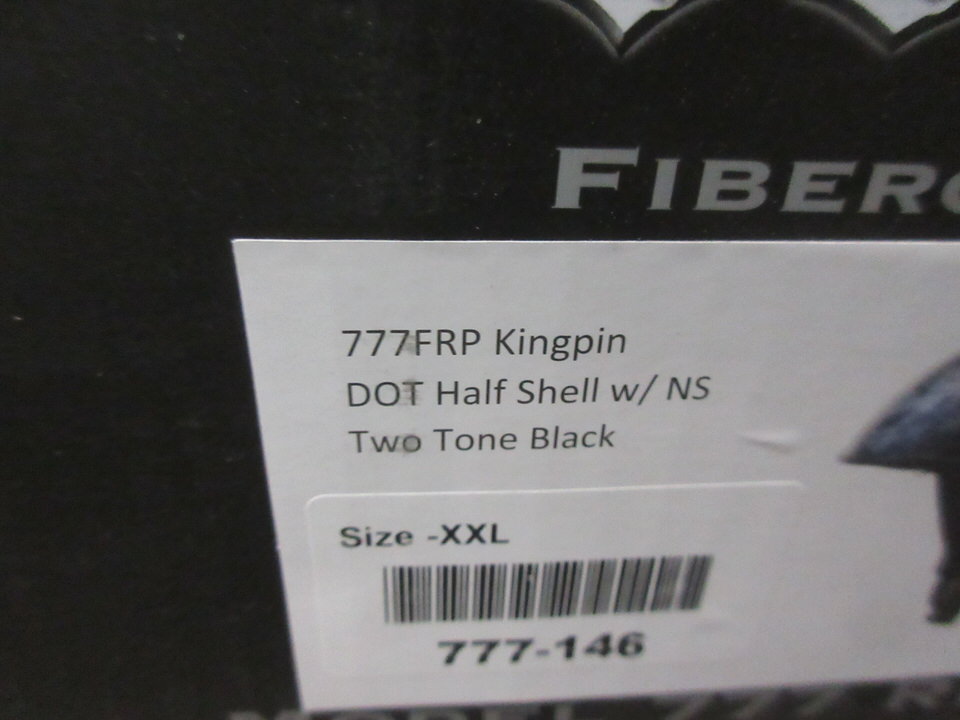 FIBER
777FRP Kingpin
DOT Half Shell w/ NS
Two Tone Black
Size -XXL
777-146